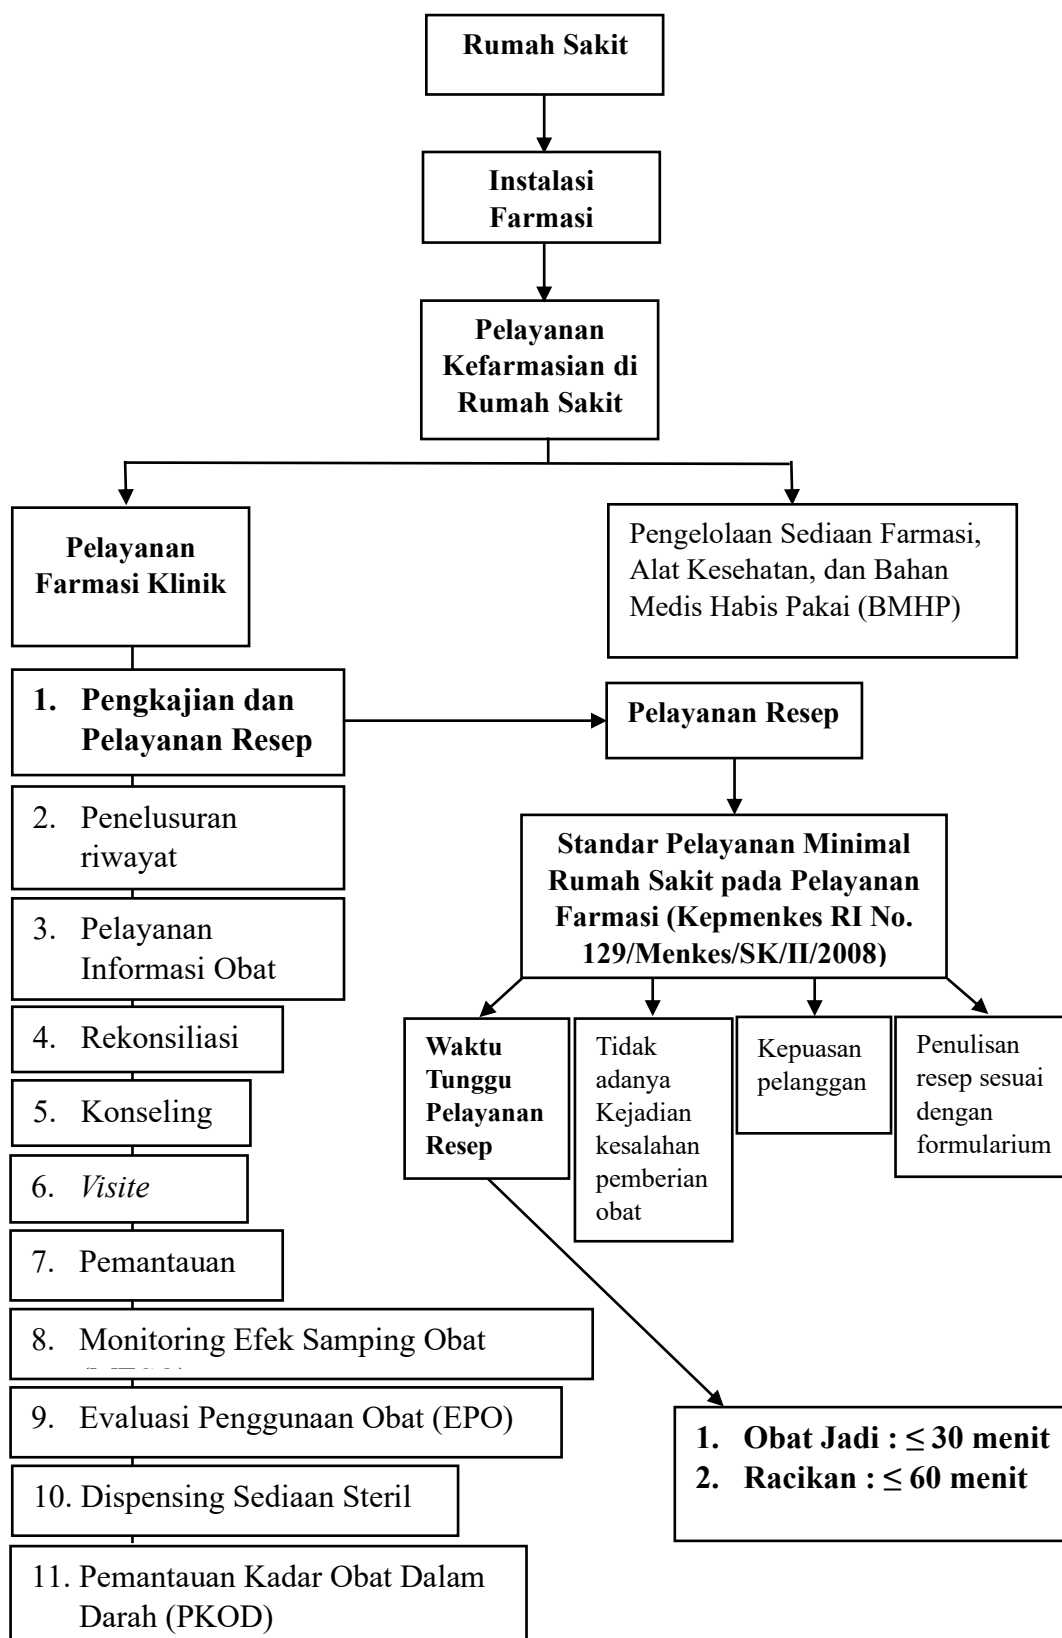 Rumah Sakit
Instalasi
Farmasi
Pelayanan
Kefarmasian di
Rumah Sakit
Pelayanan
Farmasi Klinik
Pengelolaan Sediaan Farmasi,
Alat Kesehatan, dan Bahan
Medis Habis Pakai (BMHP)
1. Pengkajian dan
Pelayanan Resep
Pelayanan Resep
2. Penelusuran
riwayat
3. Pelayanan
Informasi Obat
4. Rekonsiliasi
5. Konseling
6. Visite
7. Pemantauan
8. Monitoring Efek Samping Obat
9. Evaluasi Penggunaan Obat (EPO)
10. Dispensing Sediaan Steril
11. Pemantauan Kadar Obat Dalam
Darah (PKOD)
Standar Pelayanan Minimal
Rumah Sakit pada Pelayanan
Farmasi (Kepmenkes RI No.
129/Menkes/SK/II/2008)
Waktu
Tunggu
Pelayanan
Resep
Tidak
adanya
Kejadian
kesalahan
pemberian
obat
Kepuasan
pelanggan
Penulisan
resep sesuai
dengan
formularium
1. Obat Jadi : ≤ 30 menit
2. Racikan : ≤ 60 menit